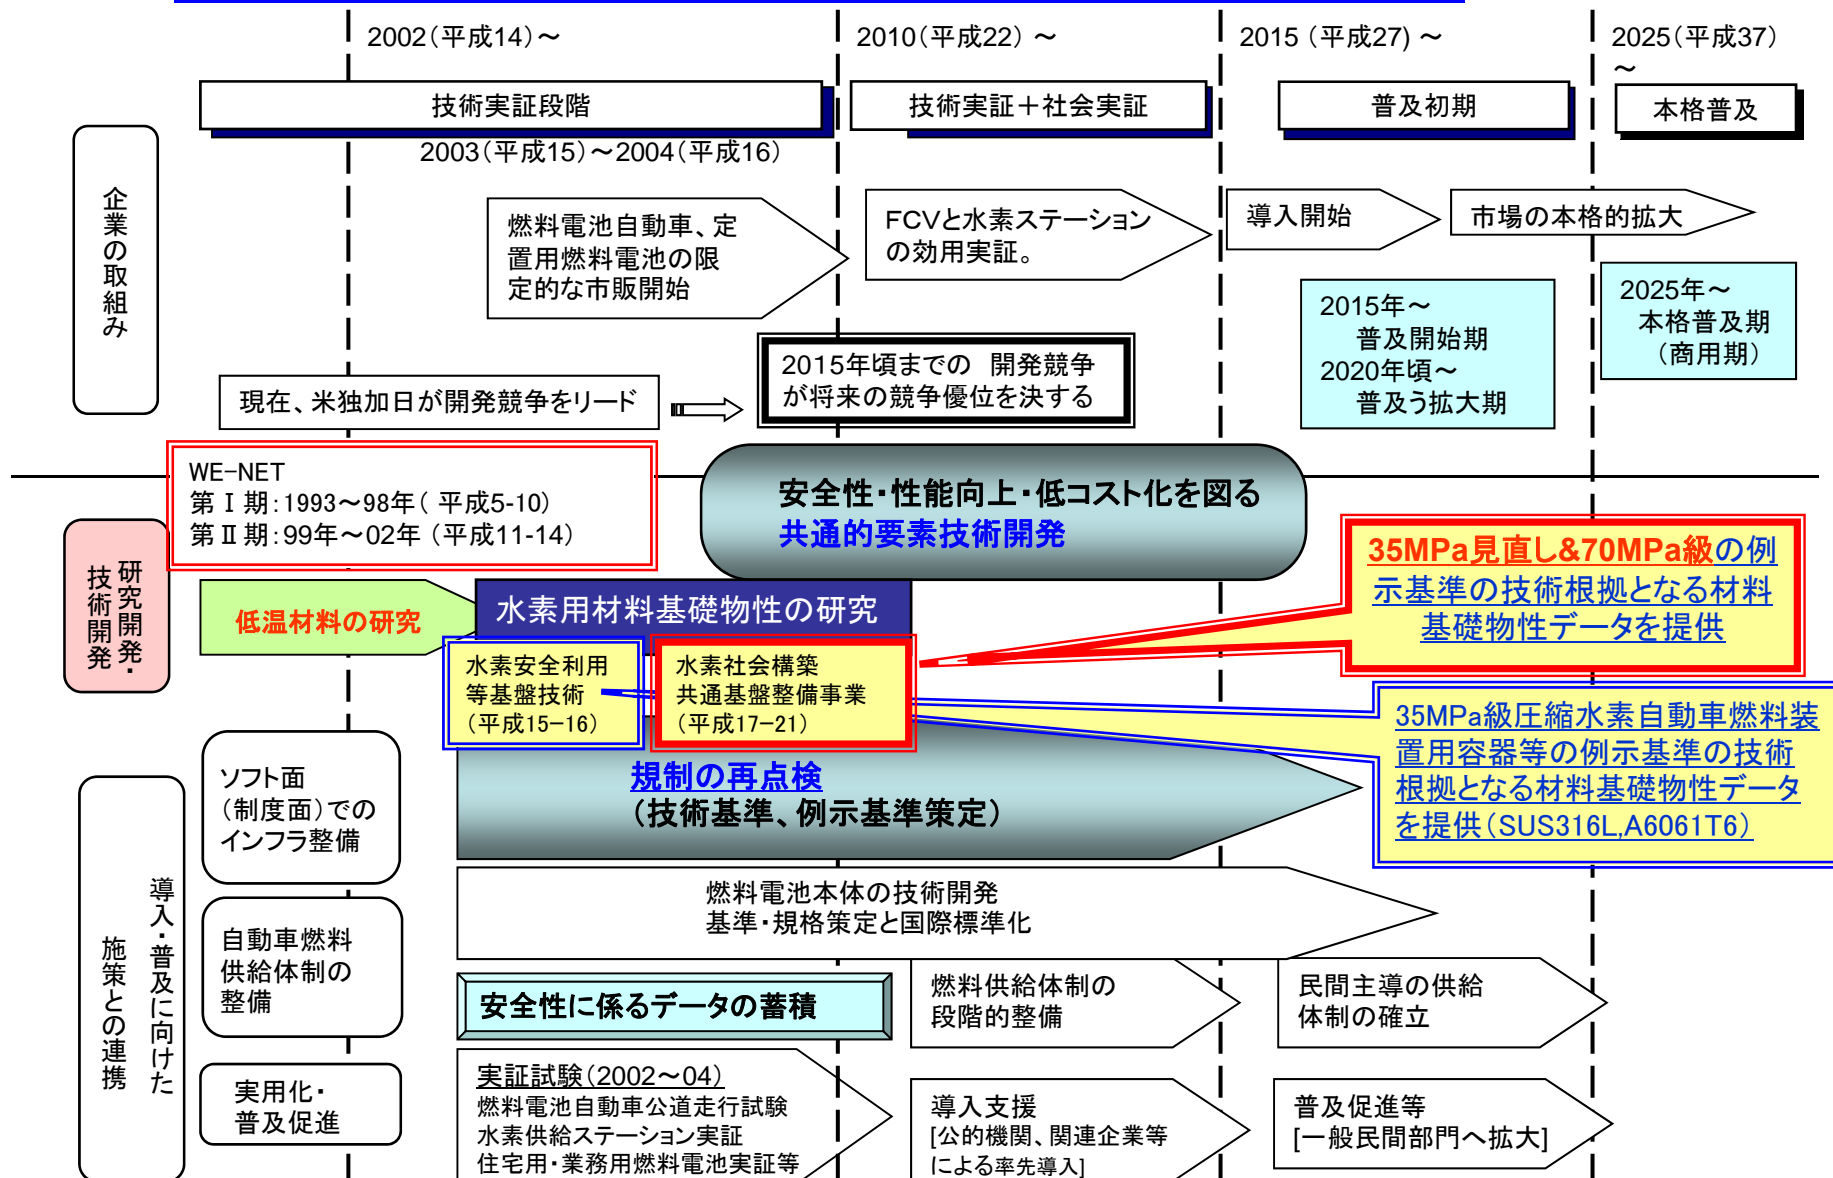 2002(平成14)～
2010(平成22) ～
2015 (平成27) ～
2025(平成37)
～
技術実証段階
技術実証＋社会実証
普及初期
本格普及
2003(平成15)～2004(平成16)
企業の取組み
燃料電池自動車、定
置用燃料電池の限
定的な市販開始
FCVと水素ステーション
の効用実証。
導入開始
市場の本格的拡大
2015年～
普及開始期
2020年頃～
普及う拡大期
2025年～
本格普及期
（商用期）
現在、米独加日が開発競争をリード
2015年頃までの　開発競争
が将来の競争優位を決する
WE-NET
第Ⅰ期：1993～98年( 平成5-10)
第Ⅱ期：99年～02年 (平成11-14)
安全性・性能向上・低コスト化を図る
共通的要素技術開発
研究開発・
技術開発
低温材料の研究
水素用材料基礎物性の研究
水素安全利用
等基盤技術
(平成15-16)
水素社会構築
共通基盤整備事業
(平成17-21)
35MPa見直し&70MPa級の例
示基準の技術根拠となる材料
基礎物性データを提供
35MPa級圧縮水素自動車燃料装
置用容器等の例示基準の技術
根拠となる材料基礎物性データ
を提供(SUS316L,A6061T6)
規制の再点検
(技術基準、例示基準策定)
導入・普及に向けた
施策との連携
ソフト面
(制度面)での
インフラ整備
燃料電池本体の技術開発
基準・規格策定と国際標準化
自動車燃料
供給体制の
整備
安全性に係るデータの蓄積
燃料供給体制の
段階的整備
民間主導の供給
体制の確立
実用化・
普及促進
実証試験(2002～04)
燃料電池自動車公道走行試験
水素供給ステーション実証
住宅用・業務用燃料電池実証等
導入支援
[公的機関、関連企業等
による率先導入]
普及促進等
[一般民間部門へ拡大]